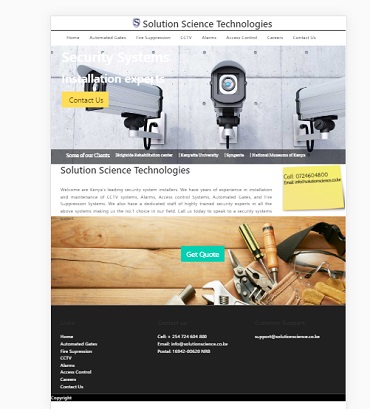 Solution Science Technologies
Home Automated Gates Fire Suppression CCTV Alarms Access Control Careers Contact Us
Security Systems
Installation experts
Contact Us
Some of our Clients: |Brightside Rehabilitation center | Kenyatta University | Syngenta | National Museums of Kenya
Solution Science Technologies
Call: 0724604800
Email: info@solutionscience.co.ke
Welcome are Kenya's leading security system installers. We have years of experience in installation
and maintenance of CCTV systems, Alarms, Access control Systems, Automated Gates, and Fire
Suppression Systems. We also have a dedicated staff of highly trained security experts in all the
above systems making us the no.1 choice in our field. Call us today to speak to a security systems
Get Quote
Home
Automated Gates
Fire Supression
CCTV
Alarms
Access Control
Careers
Contact Us
Call: + 254 724 604 800
Email: info@solutionscience.co.ke
Postal: 16942-00620 NRB
support@solutionscience.co.ke
Copyright